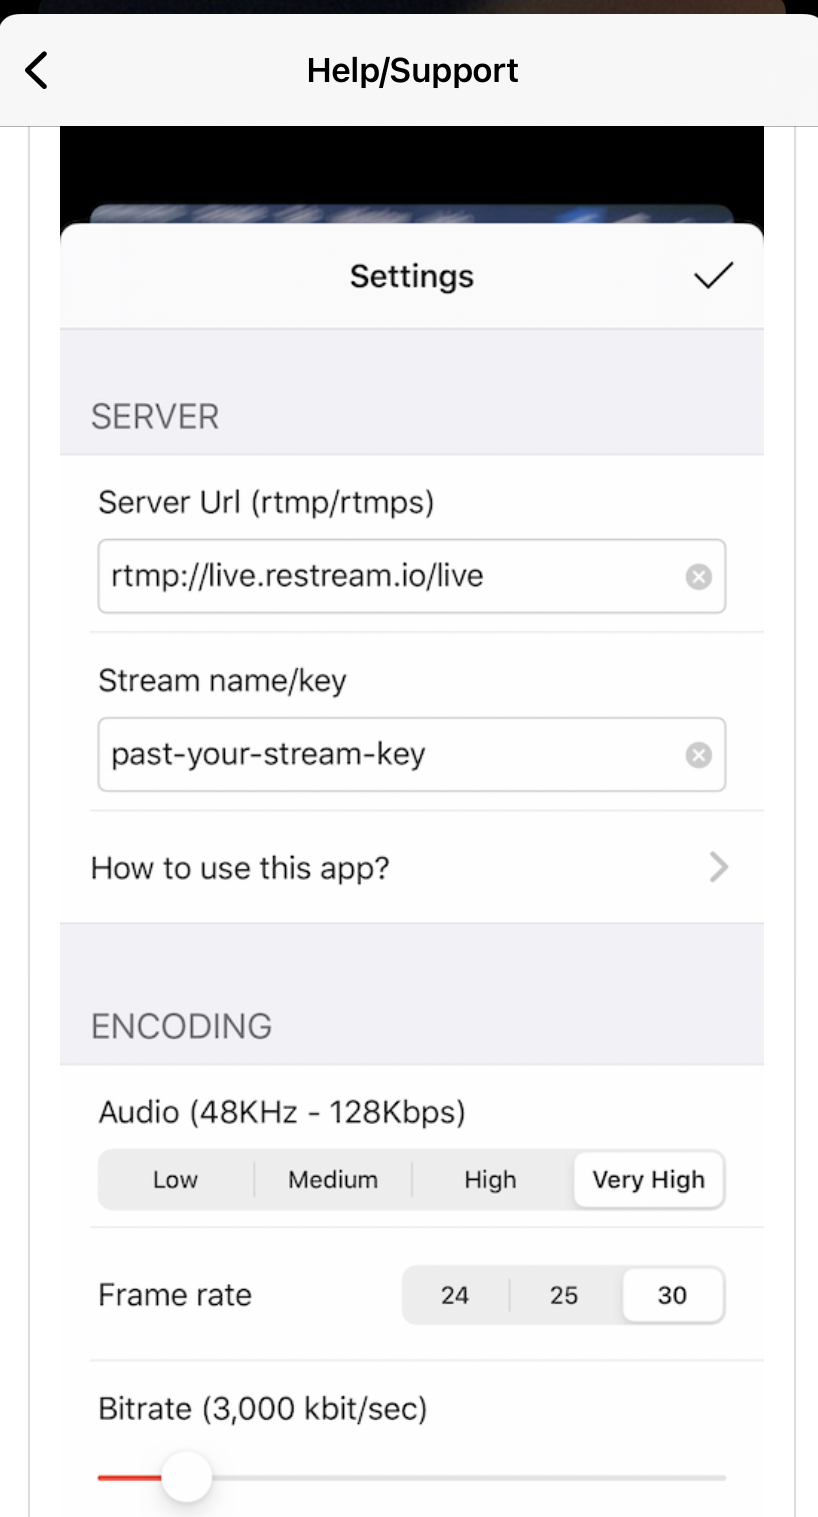 Help/Support
Settings
SERVER
Server Url (rtmp/rtmps)
rtmp://live.restream.io/live
Stream name/key
past-your-stream-key
How to use this app?
ENCODING
Audio (48KHz - 128Kbps)
Low Medium High Very High
Frame rate 24 25 30
Bitrate (3,000 kbit/sec)